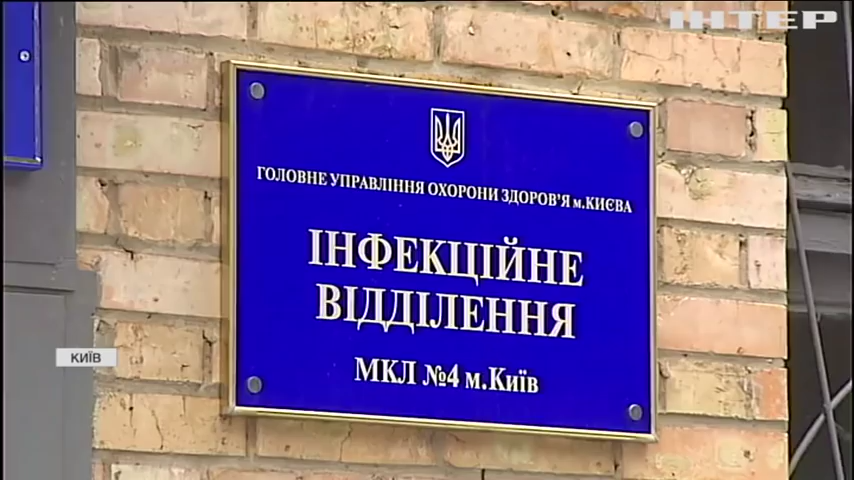 ІНТЕР
ГОЛОВНЕ УПРАВЛІННЯ ОХОРОНИ ЗДОРОВ'Я м.КИЄВА
ІНФЕКЦІЙНЕ
ВІДДІЛЕННЯ
МКЛ №4 м.Київ
КИЇВ